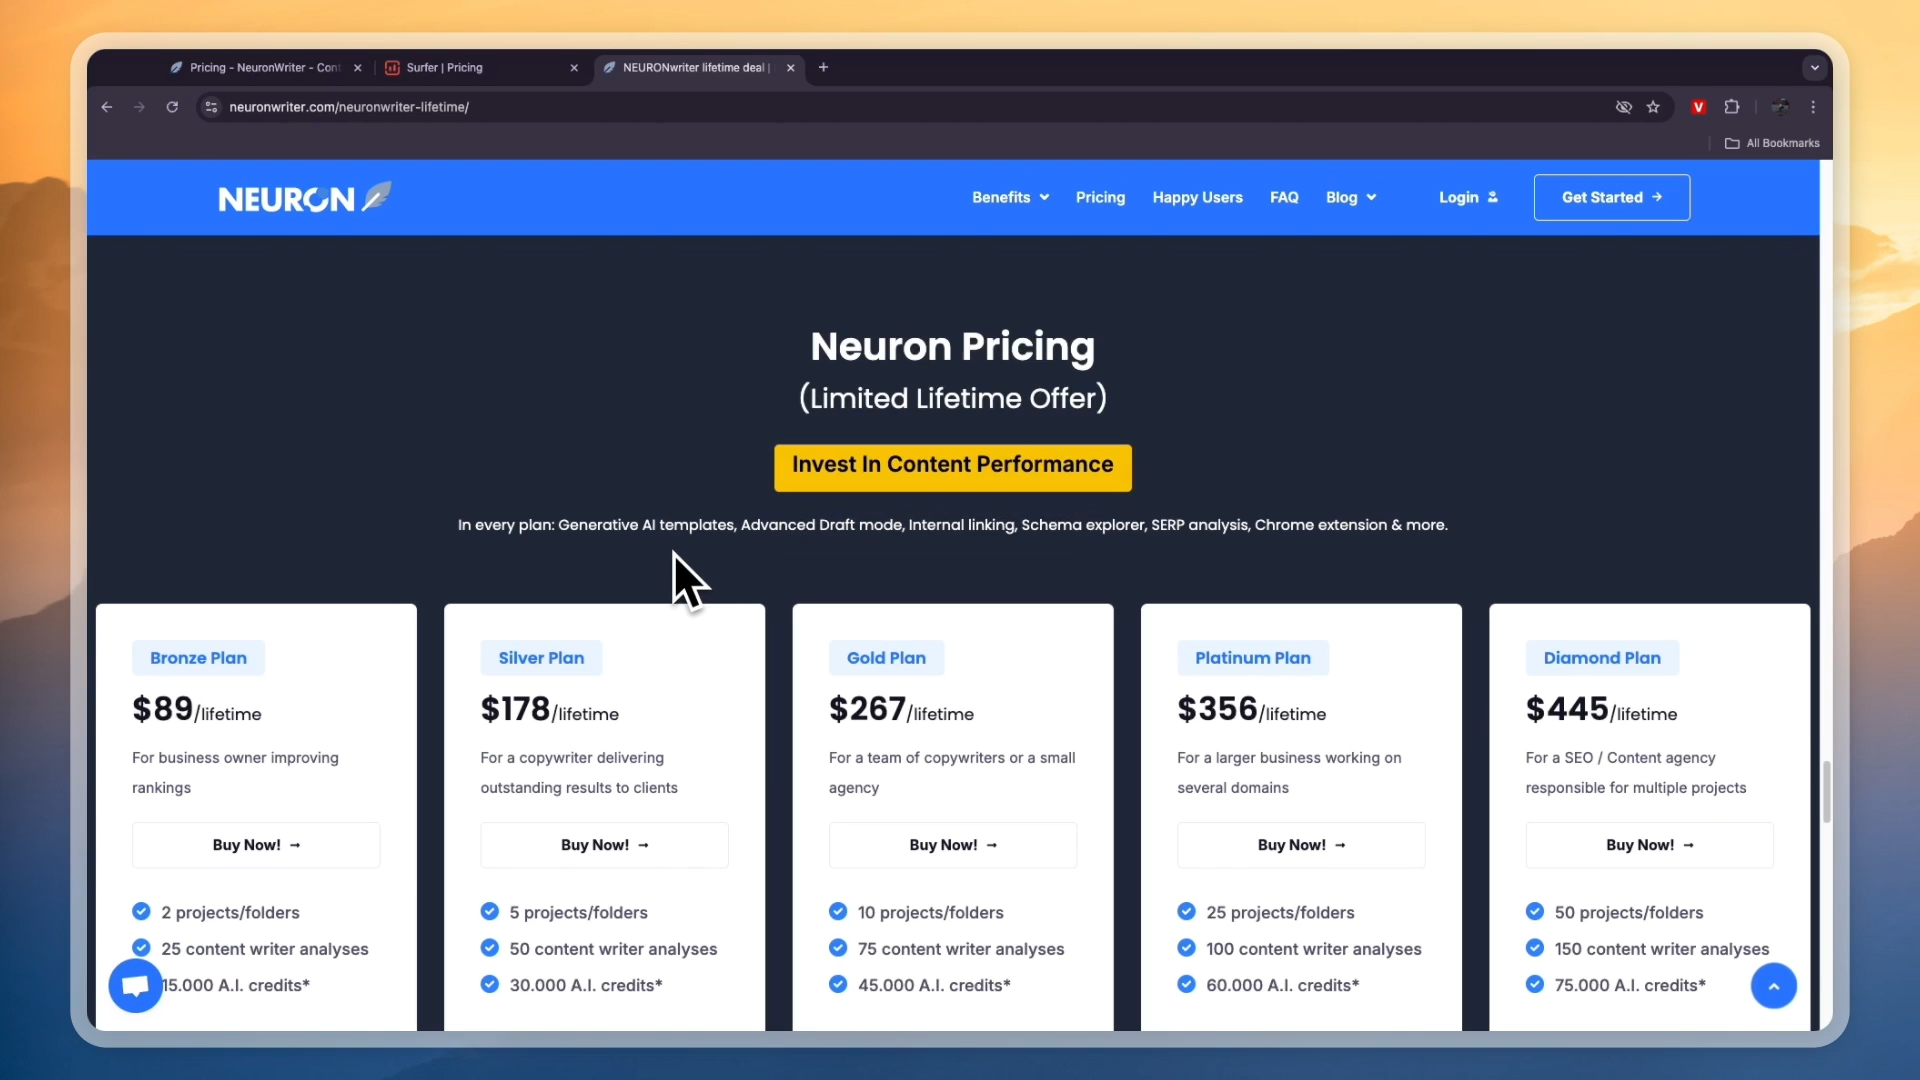 Pricing - NeuronWriter - Con
Surfer | Pricing
NEURONwriter lifetime deal |
neuronwriter.com/neuronwriter-lifetime/
V
All Bookmarks
NEURON
Benefits
Pricing
Happy Users
FAQ
Blog
Login
Get Started →
Neuron Pricing
(Limited Lifetime Offer)
Invest In Content Performance
In every plan: Generative AI templates, Advanced Draft mode, Internal linking, Schema explorer, SERP analysis, Chrome extension & more.
Bronze Plan
$89/lifetime
For business owner improving
rankings
Buy Now! →
2 projects/folders
25 content writer analyses
15.000 A.I. credits*
Silver Plan
$178/lifetime
For a copywriter delivering
outstanding results to clients
Buy Now! →
5 projects/folders
50 content writer analyses
30.000 A.I. credits*
Gold Plan
$267/lifetime
For a team of copywriters or a small
agency
Buy Now! →
10 projects/folders
75 content writer analyses
45.000 A.I. credits*
Platinum Plan
$356/lifetime
For a larger business working on
several domains
Buy Now! →
25 projects/folders
100 content writer analyses
60.000 A.I. credits*
Diamond Plan
$445/lifetime
For a SEO / Content agency
responsible for multiple projects
Buy Now! →
50 projects/folders
150 content writer analyses
75.000 A.I. credits*